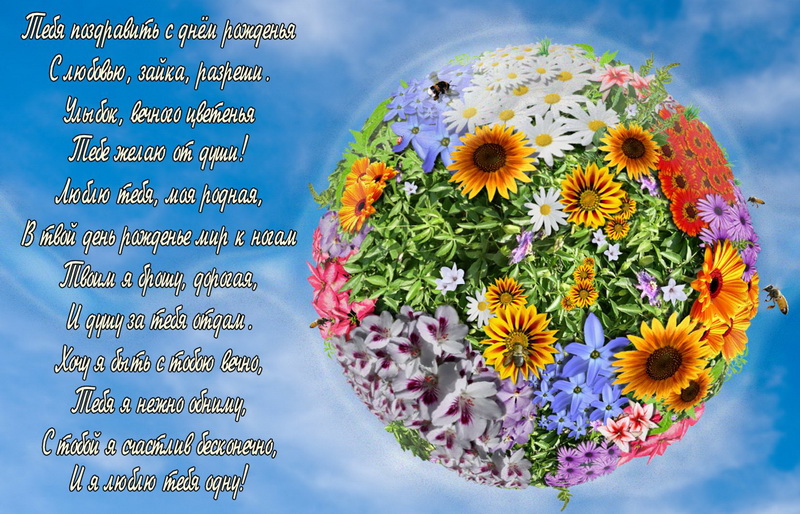 Тебя поздравить с днём рожденья
С любовью, зайка, разреши.
Улыбок, вечного цветенья
Тебе желаю от души!
Люблю тебя, моя родная,
В твой день рожденье мир к ногам
Твоим я брошу, дорогая,
И душу за тебя отдам.
Хочу я быть с тобою вечно,
Тебя я нежно обниму,
С тобой я счастлив бесконечно,
И я люблю тебя одну!